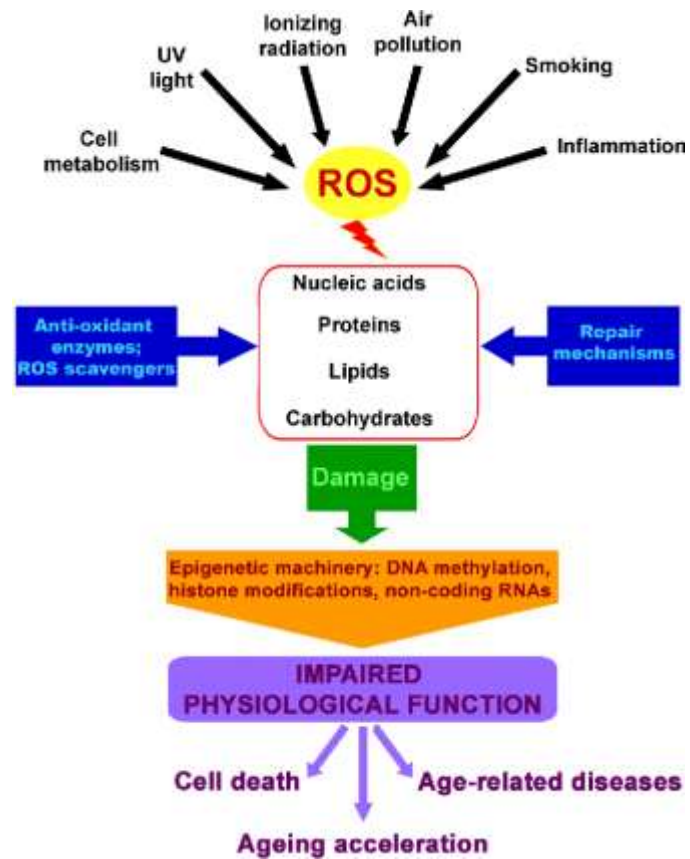 Ionizing
radiation
Air
pollution
UV
light
Smoking
Cell
metabolism
Inflammation
ROS
Nucleic acids
Proteins
Lipids
Carbohydrates
Anti-oxidant
enzymes;
ROS scavengers
Repair
mechanisms
Damage
Epigenetic machinery: DNA methylation,
histone modifications, non-coding RNAs
IMPAIRED
PHYSIOLOGICAL FUNCTION
Cell death
Age-related diseases
Ageing acceleration